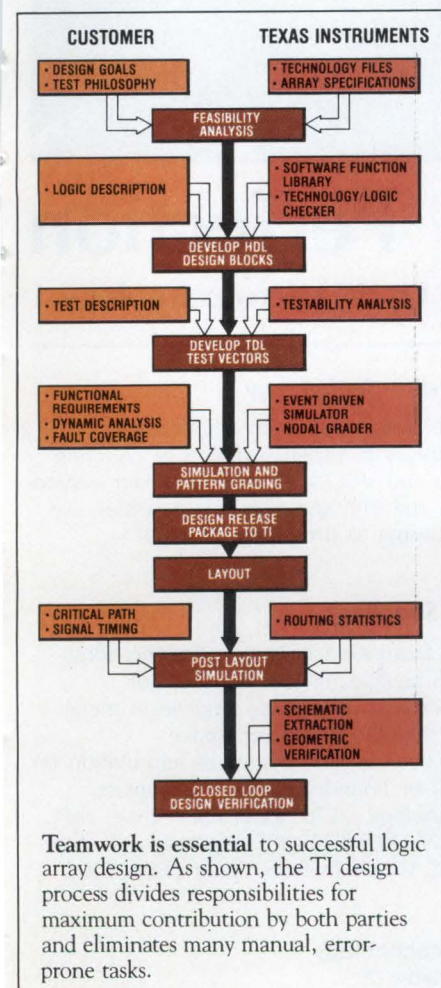 CUSTOMER
TEXAS INSTRUMENTS
• DESIGN GOALS
• TEST PHILOSOPHY
• TECHNOLOGY FILES
• ARRAY SPECIFICATIONS
FEASIBILITY
ANALYSIS
• LOGIC DESCRIPTION
• SOFTWARE FUNCTION
LIBRARY
• TECHNOLOGY/LOGIC
CHECKER
DEVELOP HDL
DESIGN BLOCKS
• TEST DESCRIPTION
• TESTABILITY ANALYSIS
DEVELOP TDL
TEST VECTORS
• FUNCTIONAL
REQUIREMENTS
• DYNAMIC ANALYSIS
• FAULT COVERAGE
• EVENT DRIVEN
SIMULATOR
• NODAL GRADER
SIMULATION AND
PATTERN GRADING
DESIGN RELEASE
PACKAGE TO TI
LAYOUT
• CRITICAL PATH
• SIGNAL TIMING
• ROUTING STATISTICS
POST LAYOUT
SIMULATION
• SCHEMATIC
EXTRACTION
• GEOMETRIC
VERIFICATION
CLOSED LOOP
DESIGN VERIFICATION
Teamwork is essential to successful logic
array design. As shown, the TI design
process divides responsibilities for
maximum contribution by both parties
and eliminates many manual, error-
prone tasks.